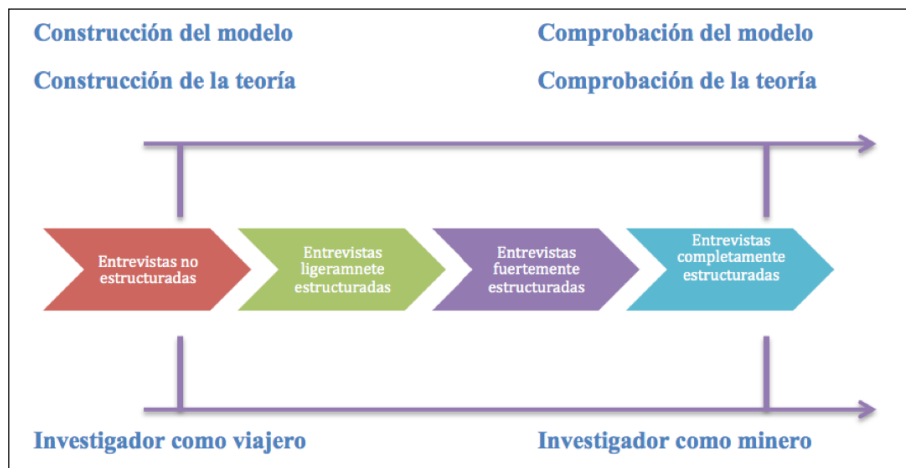 Construcción del modelo
Comprobación del modelo
Construcción de la teoría
Comprobación de la teoría
Entrevistas no
estructuradas
Entrevistas
ligeramnete
estructuradas
Entrevistas
fuertemente
estructuradas
Entrevistas
completamente
estructuradas
Investigador como viajero
Investigador como minero